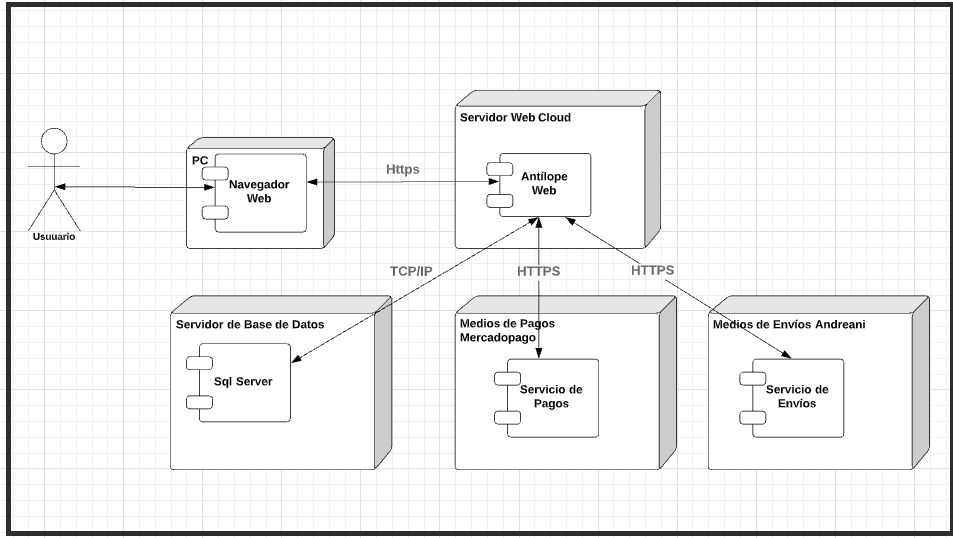 Servidor Web Cloud
PC
Https
Navegador
Web
Antílope
Web
Usuuario
TCP/IP
HTTPS
HTTPS
Servidor de Base de Datos
Sql Server
Medios de Pagos
Mercadopago
Servicio de
Pagos
Medios de Envíos Andreani
Servicio de
Envíos